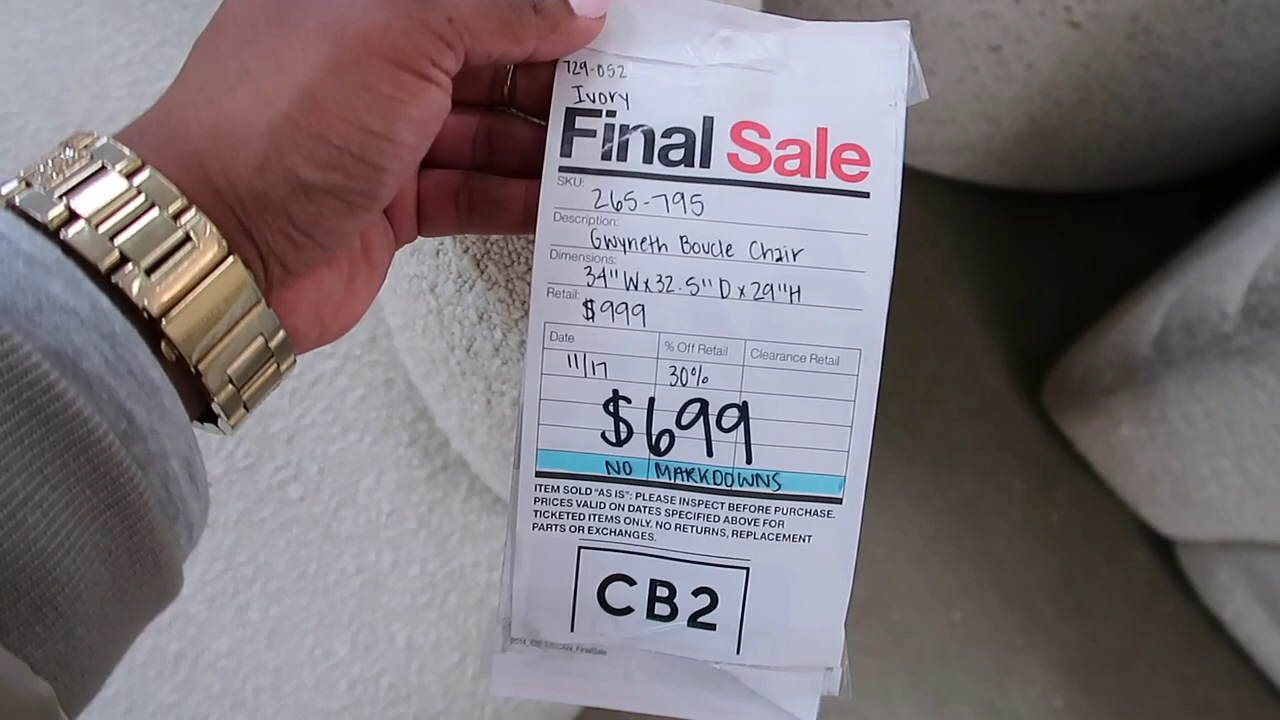 729-052
Ivory
Final Sale
SKU: 265-795
Description: Gwyneth Boucle Chair
Dimensions: 34" W x 32.5" D x 29" H
Retail: $999
Date % Off Retail Clearance Retail
11/17 30%
$699
NO MARKDOWNS
ITEM SOLD "AS IS": PLEASE INSPECT BEFORE PURCHASE.
PRICES VALID ON DATES SPECIFIED ABOVE FOR
TICKETED ITEMS ONLY. NO RETURNS, REPLACEMENT
PARTS OR EXCHANGES.
CB2